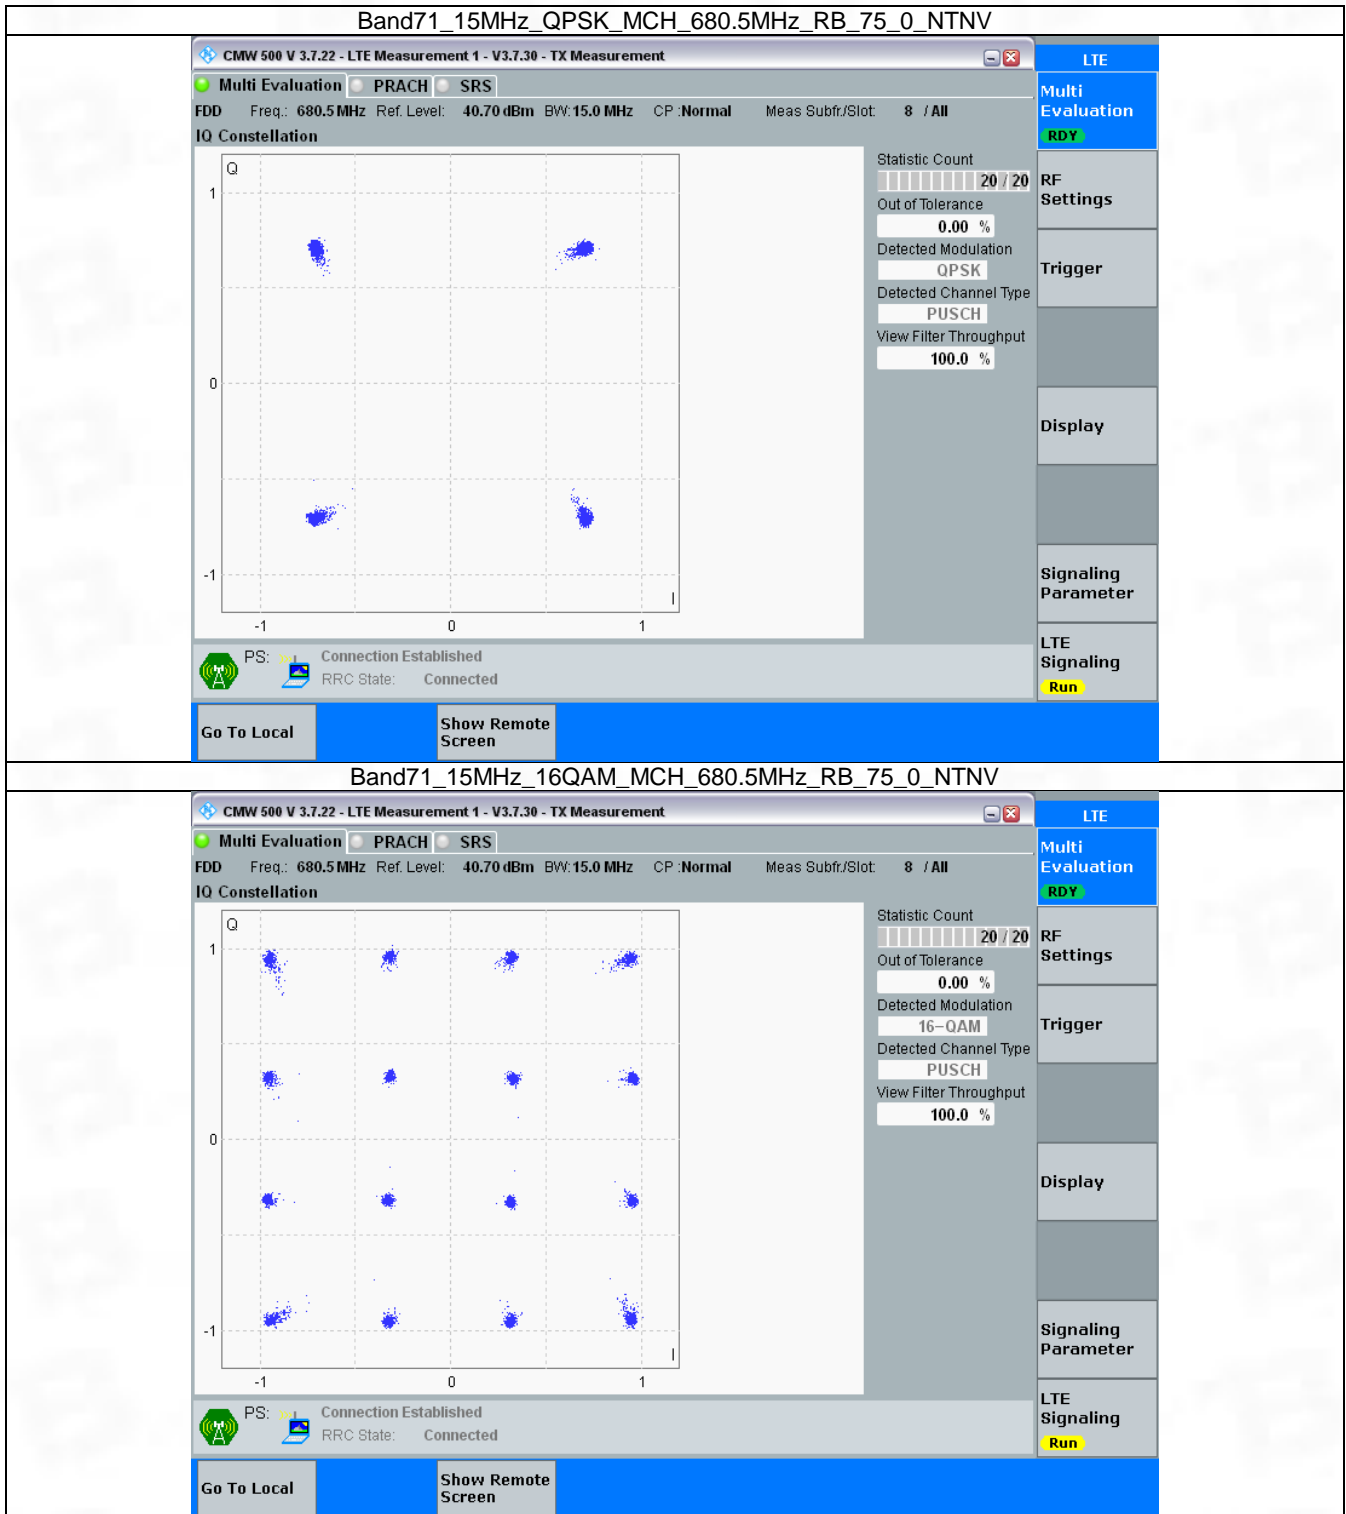 Band71_15MHz_QPSK_MCH_680.5MHz_RB_75_0_NTNV
CMW 500 V 3.7.22 - LTE Measurement 1 - V3.7.30 - TX Measurement
LTE
Multi Evaluation PRACH SRS
Multi
Evaluation
RDY
FDD Freq.: 680.5 MHz Ref. Level: 40.70 dBm BW: 15.0 MHz CP :Normal Meas Subfr./Slot: 8 / All
IQ Constellation
Q
1
0
-1
I
-1 0 1
Statistic Count
20 / 20
Out of Tolerance
0.00 %
Detected Modulation
QPSK
Detected Channel Type
PUSCH
View Filter Throughput
100.0 %
RF
Settings
Trigger
Display
Signaling
Parameter
LTE
Signaling
Run
PS: Connection Established
RRC State: Connected
Go To Local
Show Remote
Screen
Band71_15MHz_16QAM_MCH_680.5MHz_RB_75_0_NTNV
CMW 500 V 3.7.22 - LTE Measurement 1 - V3.7.30 - TX Measurement
LTE
Multi Evaluation PRACH SRS
Multi
Evaluation
RDY
FDD Freq.: 680.5 MHz Ref. Level: 40.70 dBm BW: 15.0 MHz CP :Normal Meas Subfr./Slot: 8 / All
IQ Constellation
Q
1
0
-1
I
-1 0 1
Statistic Count
20 / 20
Out of Tolerance
0.00 %
Detected Modulation
16-QAM
Detected Channel Type
PUSCH
View Filter Throughput
100.0 %
RF
Settings
Trigger
Display
Signaling
Parameter
LTE
Signaling
Run
PS: Connection Established
RRC State: Connected
Go To Local
Show Remote
Screen